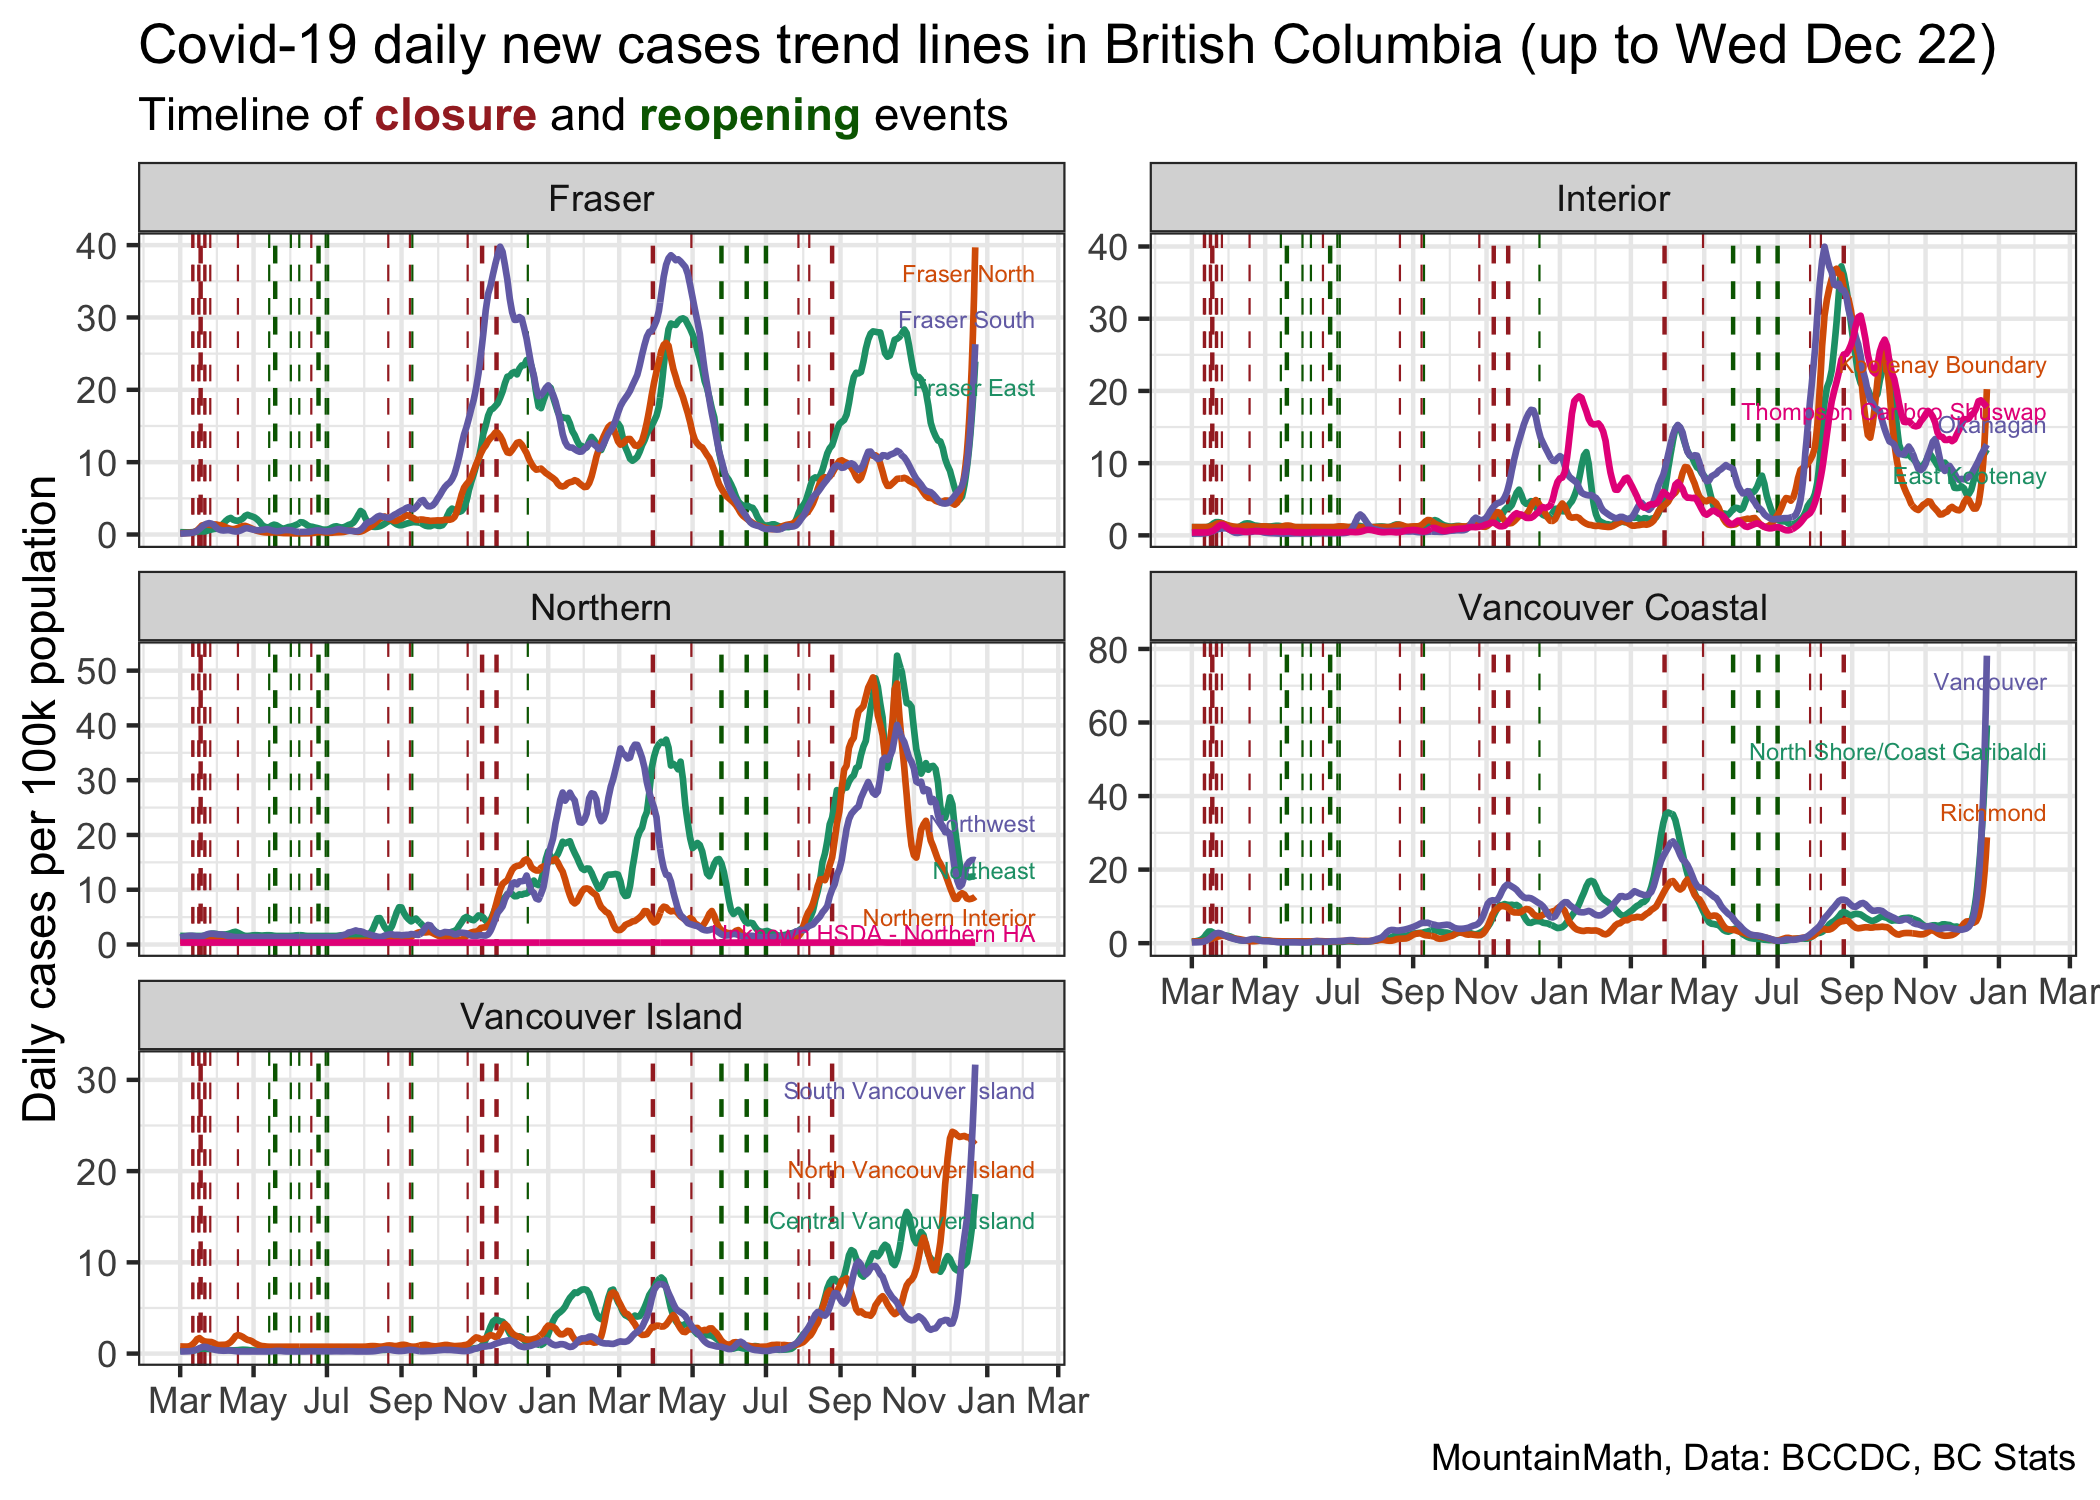 Covid-19 daily new cases trend lines in British Columbia (up to Wed Dec 22)
Timeline of closure and reopening events
Daily cases per 100k population
Fraser
40
30
20
10
0
Fraser North
Fraser South
Fraser East
Interior
40
30
20
10
0
Kootenay Boundary
Thompson Cariboo Shuswap
Okanagan
East Kootenay
Northern
50
40
30
20
10
0
Northwest
Northeast
Northern Interior
Unknown HSDA - Northern HA
Vancouver Coastal
80
60
40
20
0
Vancouver
North Shore/Coast Garibaldi
Richmond
Mar May Jul Sep Nov Jan Mar May Jul Sep Nov Jan Mar
Vancouver Island
30
20
10
0
South Vancouver Island
North Vancouver Island
Central Vancouver Island
Mar May Jul Sep Nov Jan Mar May Jul Sep Nov Jan Mar
MountainMath, Data: BCCDC, BC Stats